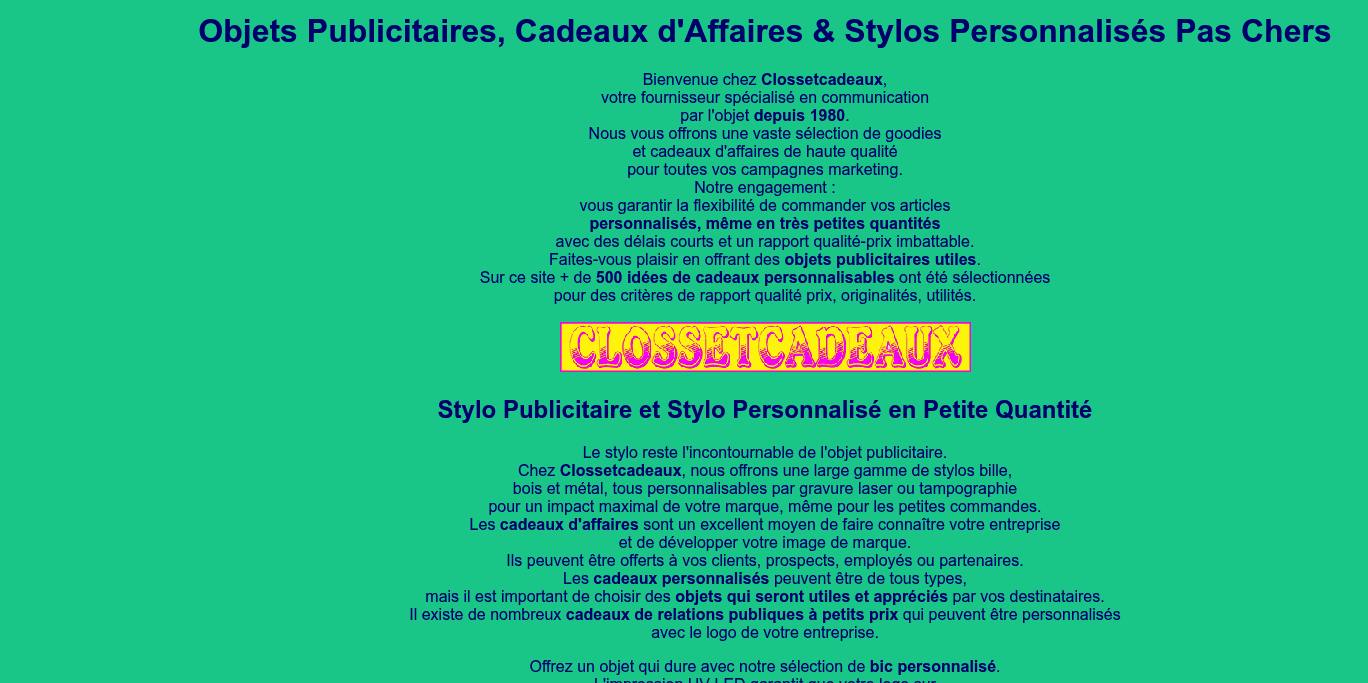 Objets Publicitaires, Cadeaux d'Affaires & Stylos Personnalisés Pas Chers
Bienvenue chez Clossetcadeaux,
votre fournisseur spécialisé en communication
par l'objet depuis 1980.
Nous vous offrons une vaste sélection de goodies
et cadeaux d'affaires de haute qualité
pour toutes vos campagnes marketing.
Notre engagement :
vous garantir la flexibilité de commander vos articles
personnalisés, même en très petites quantités
avec des délais courts et un rapport qualité-prix imbattable.
Faites-vous plaisir en offrant des objets publicitaires utiles.
Sur ce site + de 500 idées de cadeaux personnalisables ont été sélectionnées
pour des critères de rapport qualité prix, originalités, utilités.
CLOSSETCADEAUX
Stylo Publicitaire et Stylo Personnalisé en Petite Quantité
Le stylo reste l'incontournable de l'objet publicitaire.
Chez Clossetcadeaux, nous offrons une large gamme de stylos bille,
bois et métal, tous personnalisables par gravure laser ou tampographie
pour un impact maximal de votre marque, même pour les petites commandes.
Les cadeaux d'affaires sont un excellent moyen de faire connaître votre entreprise
et de développer votre image de marque.
Ils peuvent être offerts à vos clients, prospects, employés ou partenaires.
Les cadeaux personnalisés peuvent être de tous types,
mais il est important de choisir des objets qui seront utiles et appréciés par vos destinataires.
Il existe de nombreux cadeaux de relations publiques à petits prix qui peuvent être personnalisés
avec le logo de votre entreprise.
Offrez un objet qui dure avec notre sélection de bic personnalisé.
L'impression UV LED garantit que votre logo sur